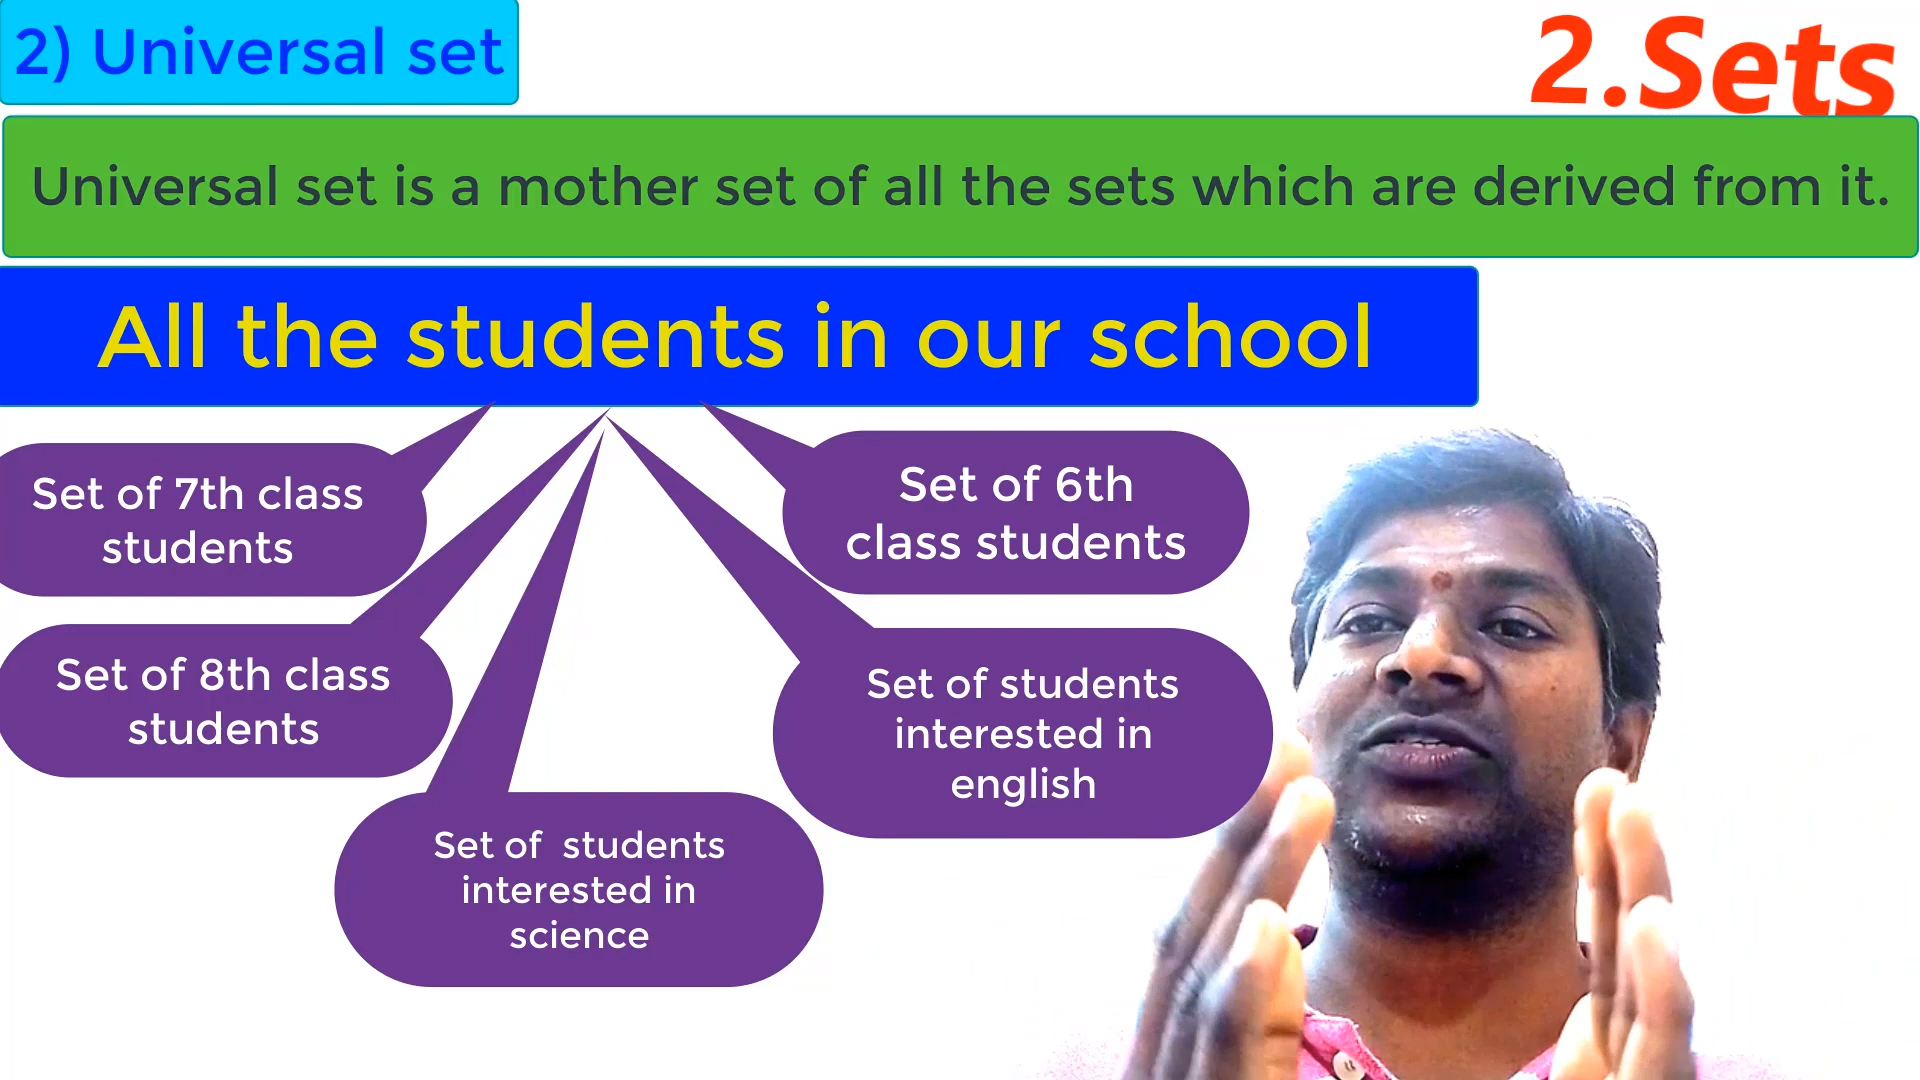 2) Universal set
2.Sets
Universal set is a mother set of all the sets which are derived from it.
All the students in our school
Set of 7th class
students
Set of 6th
class students
Set of 8th class
students
Set of students
interested in
english
Set of  students
interested in
science